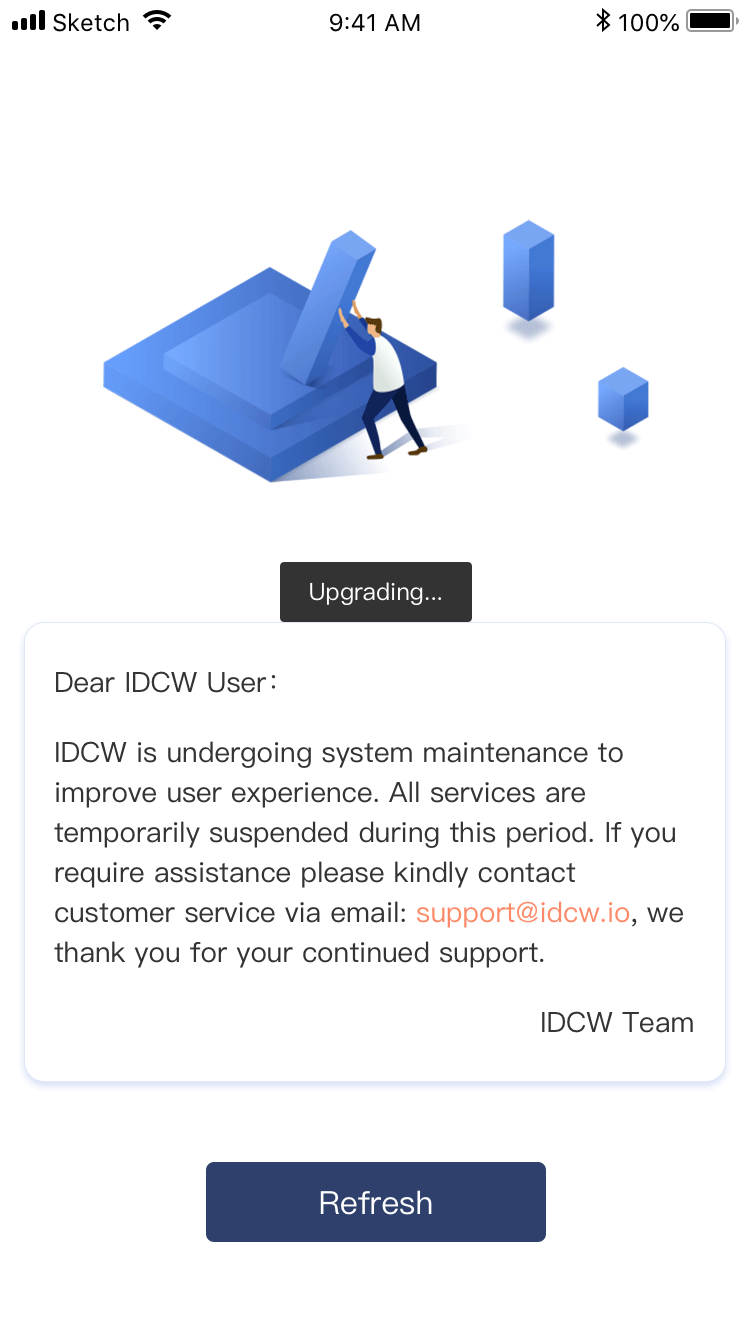 Sketch 9:41 AM 100%
Upgrading...
Dear IDCW User:
IDCW is undergoing system maintenance to
improve user experience. All services are
temporarily suspended during this period. If you
require assistance please kindly contact
customer service via email: support@idcw.io, we
thank you for your continued support.
IDCW Team
Refresh